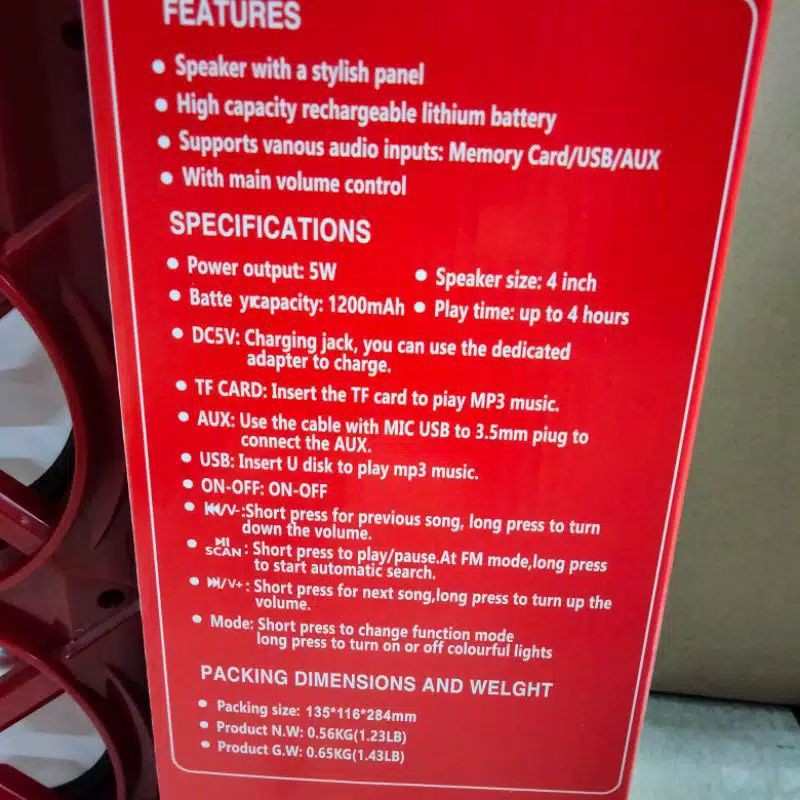 FEATURES
• Speaker with a stylish panel
• High capacity rechargeable lithium battery
• Supports vanous audio inputs: Memory Card/USB/AUX
• With main volume control
SPECIFICATIONS
• Power output: 5W • Speaker size: 4 inch
• Batte yĸcapacity: 1200mAh • Play time: up to 4 hours
• DC5V: Charging jack, you can use the dedicated
adapter to charge.
• TF CARD: Insert the TF card to play MP3 music.
• AUX: Use the cable with MIC USB to 3.5mm piug to
connect the AUX.
• USB: Insert U disk to play mp3 music.
• ON-OFF: ON-OFF
• ⏮/V-:Short press for previous song, long press to turn
down the volume.
• ⏯ SCAN: Short press to play/pause.At FM mode,long press
to start automatic search.
• ⏭/V+: Short press for next song,long press to turn up the
volume.
• Mode: Short press to change function mode
long press to turn on or off colourful lights
PACKING DIMENSIONS AND WELGHT
• Packing size: 135*116*284mm
• Product N.W: 0.56KG(1.23LB)
• Product G.W: 0.65KG(1.43LB)